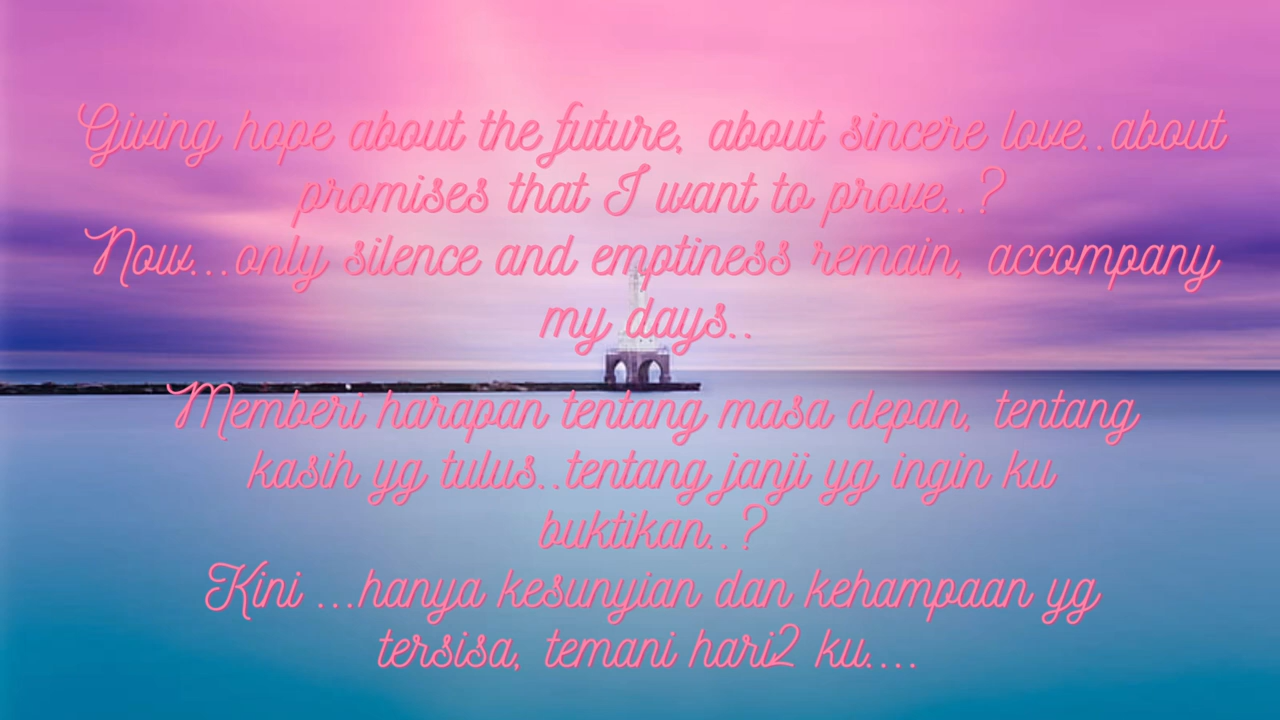 Giving hope about the future, about sincere love..about
promises that I want to prove..?
Now...only silence and emptiness remain, accompany
my days..
Memberi harapan tentang masa depan, tentang
kasih yg tulus..tentang janji yg ingin ku
buktikan..?
Kini ...hanya kesunyian dan kehampaan yg
tersisa, temani hari2 ku....